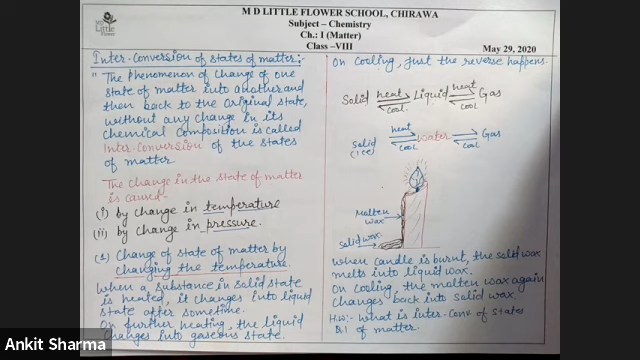 M D LITTLE FLOWER SCHOOL, CHIRAWA
Subject – Chemistry
Ch.: I (Matter)
Class –VIII
May 29, 2020
Little
Flower
Inter-Conversion of states of matter:-
" The phenomenon of change of one
state of matter into another and
then back to the original state,
without any change in its
chemical composition is called
Inter-Conversion of the states
of matter.
The change in the state of matter
is caused-
(i) by change in temperature
(ii) by change in pressure.
(1) Change of state of matter by
changing the temperature.
When a substance in solid state
is heated, it changes into liquid
state after sometime.
On further heating, the liquid
changes into gaseous state.
On cooling, just the reverse happens.
Solid heat cool Liquid heat cool Gas
Solid (ice) heat cool water cool Gas
Molten
wax
Solid wax
When candle is burnt, the solid wax
melts into liquid wax.
On cooling, the molten wax again
changes back into solid wax.
H.W:- What is inter-Conv of states
Q.1 of matter.
Ankit Sharma